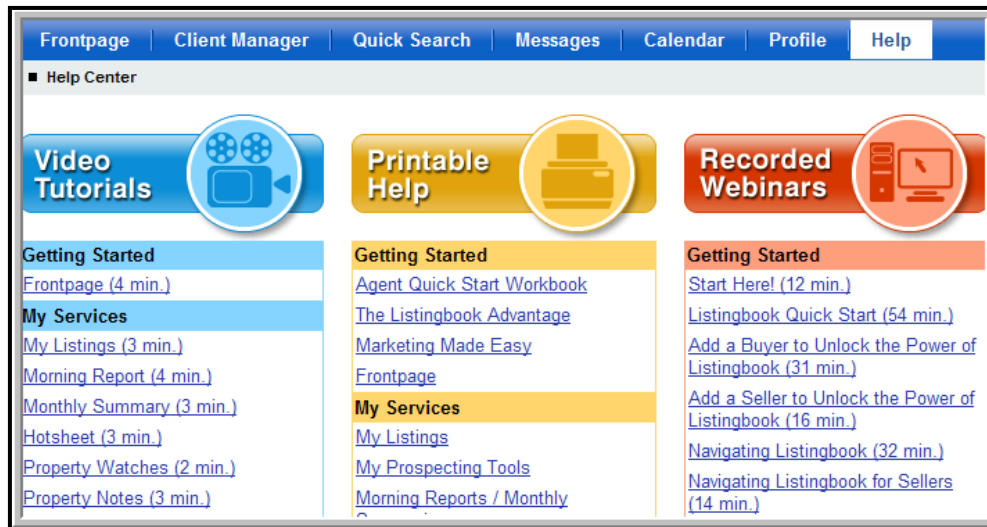 Frontpage Client Manager Quick Search Messages Calendar Profile Help
Help Center
Video
Tutorials
Getting Started
Frontpage (4 min.)
My Services
My Listings (3 min.)
Morning Report (4 min.)
Monthly Summary (3 min.)
Hotsheet (3 min.)
Property Watches (2 min.)
Property Notes (3 min.)
Printable
Help
Getting Started
Agent Quick Start Workbook
The Listingbook Advantage
Marketing Made Easy
Frontpage
My Services
My Listings
My Prospecting Tools
Morning Reports / Monthly
Recorded
Webinars
Getting Started
Start Here! (12 min.)
Listingbook Quick Start (54 min.)
Add a Buyer to Unlock the Power of
Listingbook (31 min.)
Add a Seller to Unlock the Power of
Listingbook (16 min.)
Navigating Listingbook (32 min.)
Navigating Listingbook for Sellers
(14 min.)